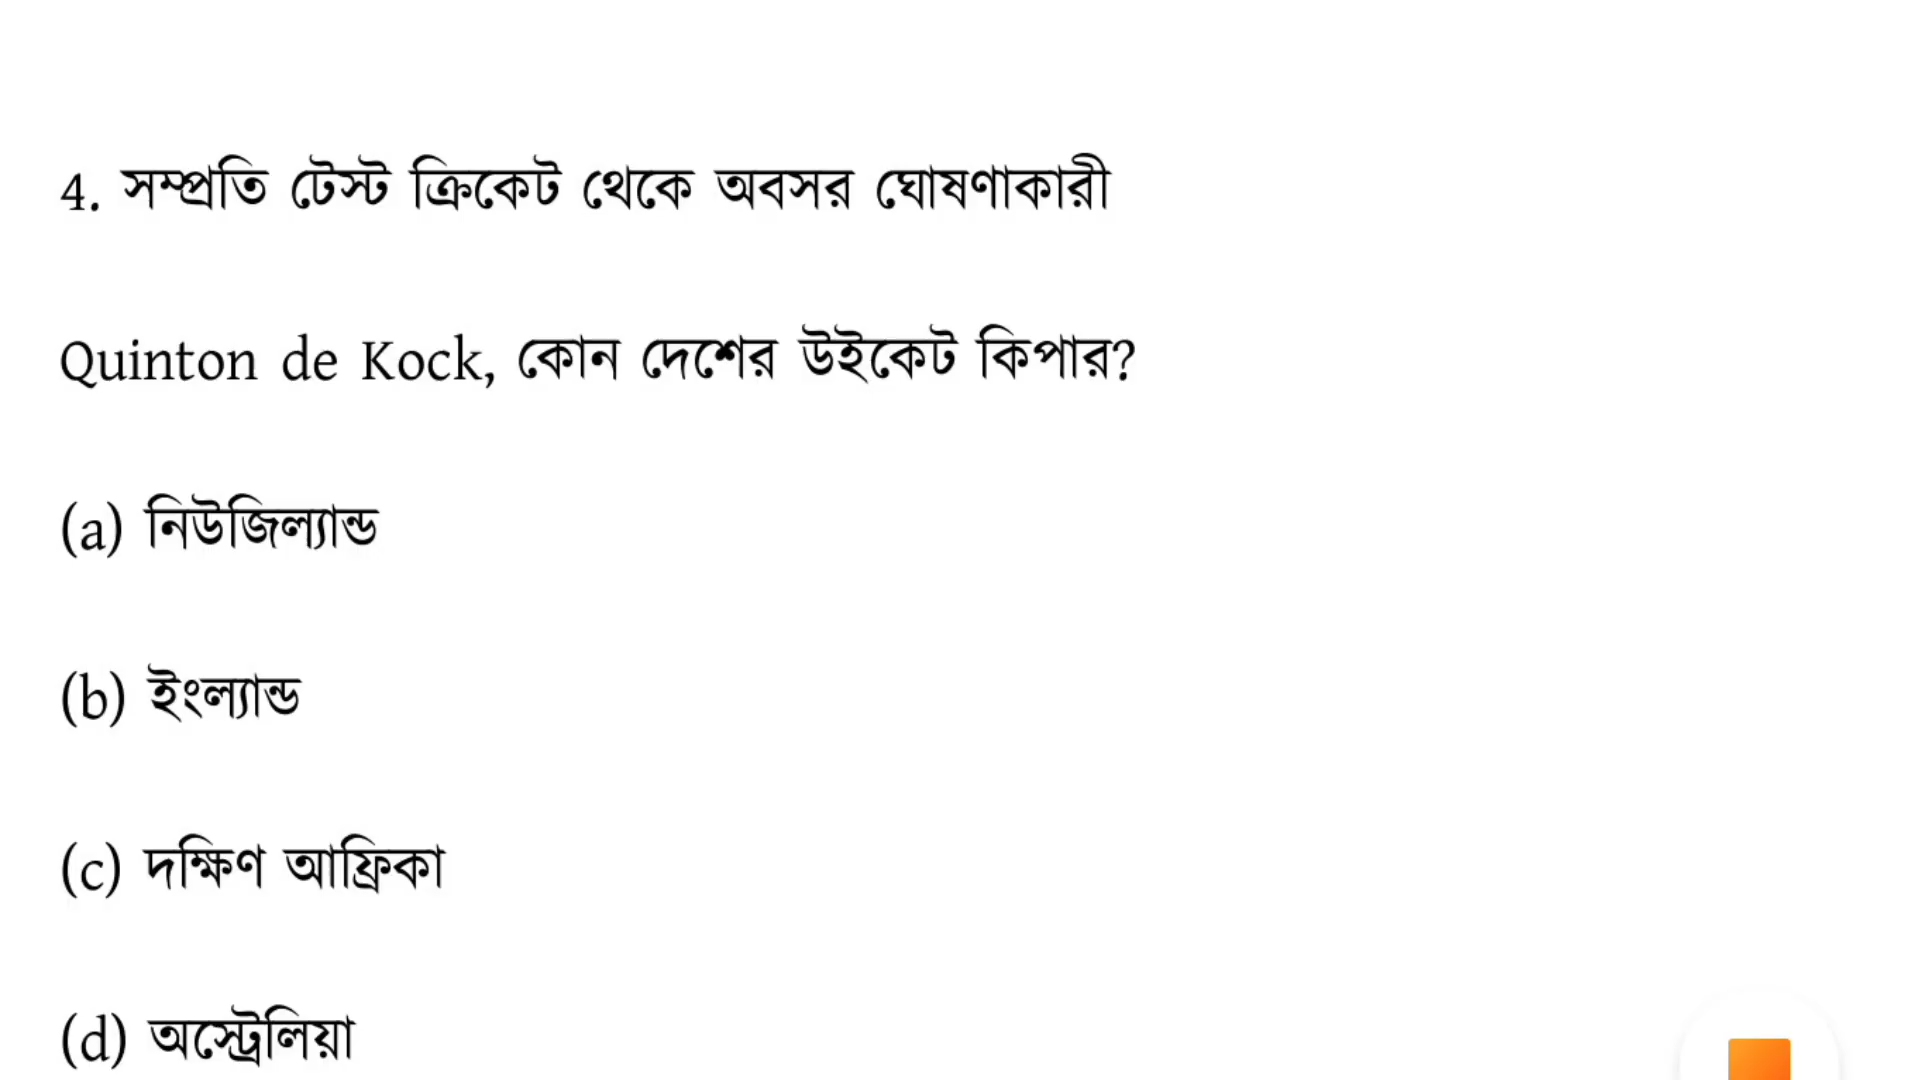 4. সম্প্রতি টেস্ট ক্রিকেট থেকে অবসর ঘোষণাকারী
Quinton de Kock, কোন দেশের উইকেট কিপার?
(a) নিউজিল্যান্ড
(b) ইংল্যান্ড
(c) দক্ষিণ আফ্রিকা
(d) অস্ট্রেলিয়া